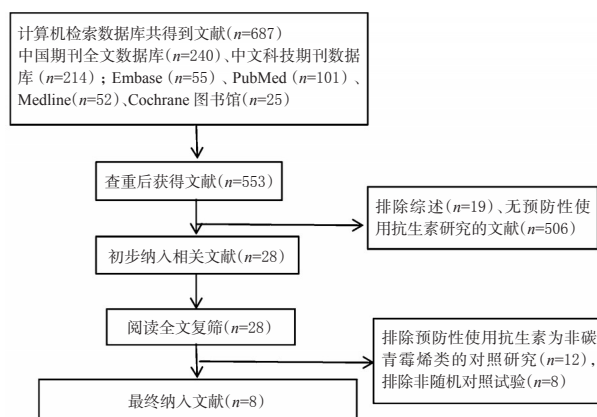 计算机检索数据库共得到文献(n=687)
中国期刊全文数据库(n=240)、中文科技期刊数据
库(n=214)；Embase(n=55)、PubMed(n=101)、
Medline(n=52)、Cochrane 图书馆(n=25)
查重后获得文献(n=553)
排除综述(n=19)、无预防性使
用抗生素研究的文献(n=506)
初步纳入相关文献(n=28)
阅读全文复筛(n=28)
排除预防性使用抗生素为非碳
青霉烯类的对照研究(n=12),
排除非随机对照试验(n=8)
最终纳入文献(n=8)